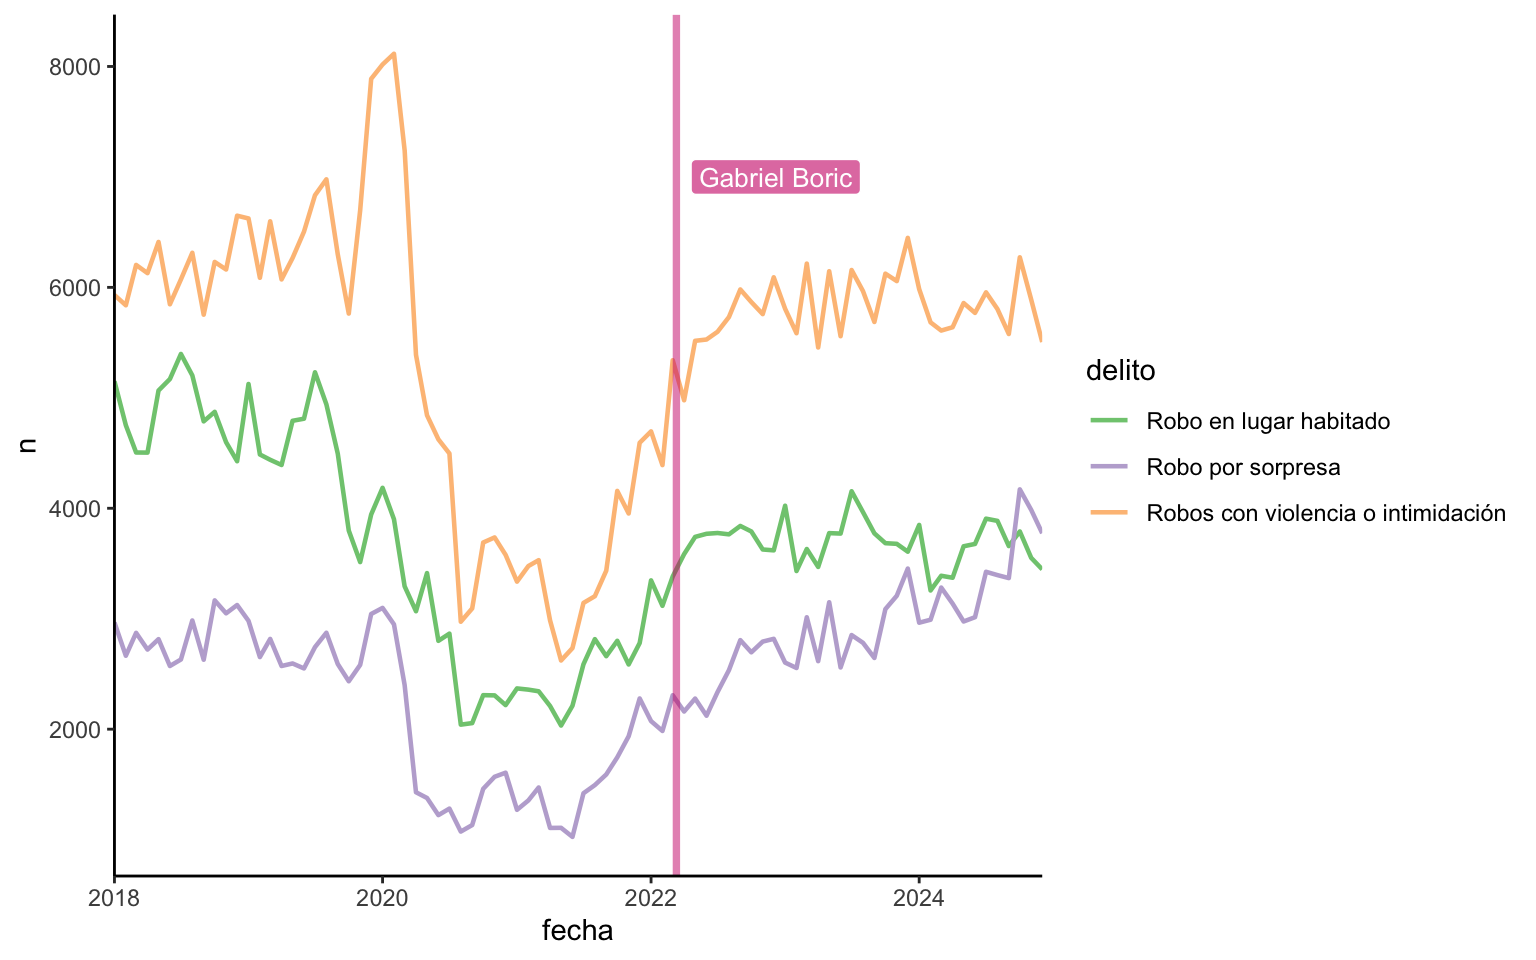 8000
6000
4000
2000
n
2018
2020
2022
2024
fecha
Gabriel Boric
delito
Robo en lugar habitado
Robo por sorpresa
Robos con violencia o intimidación